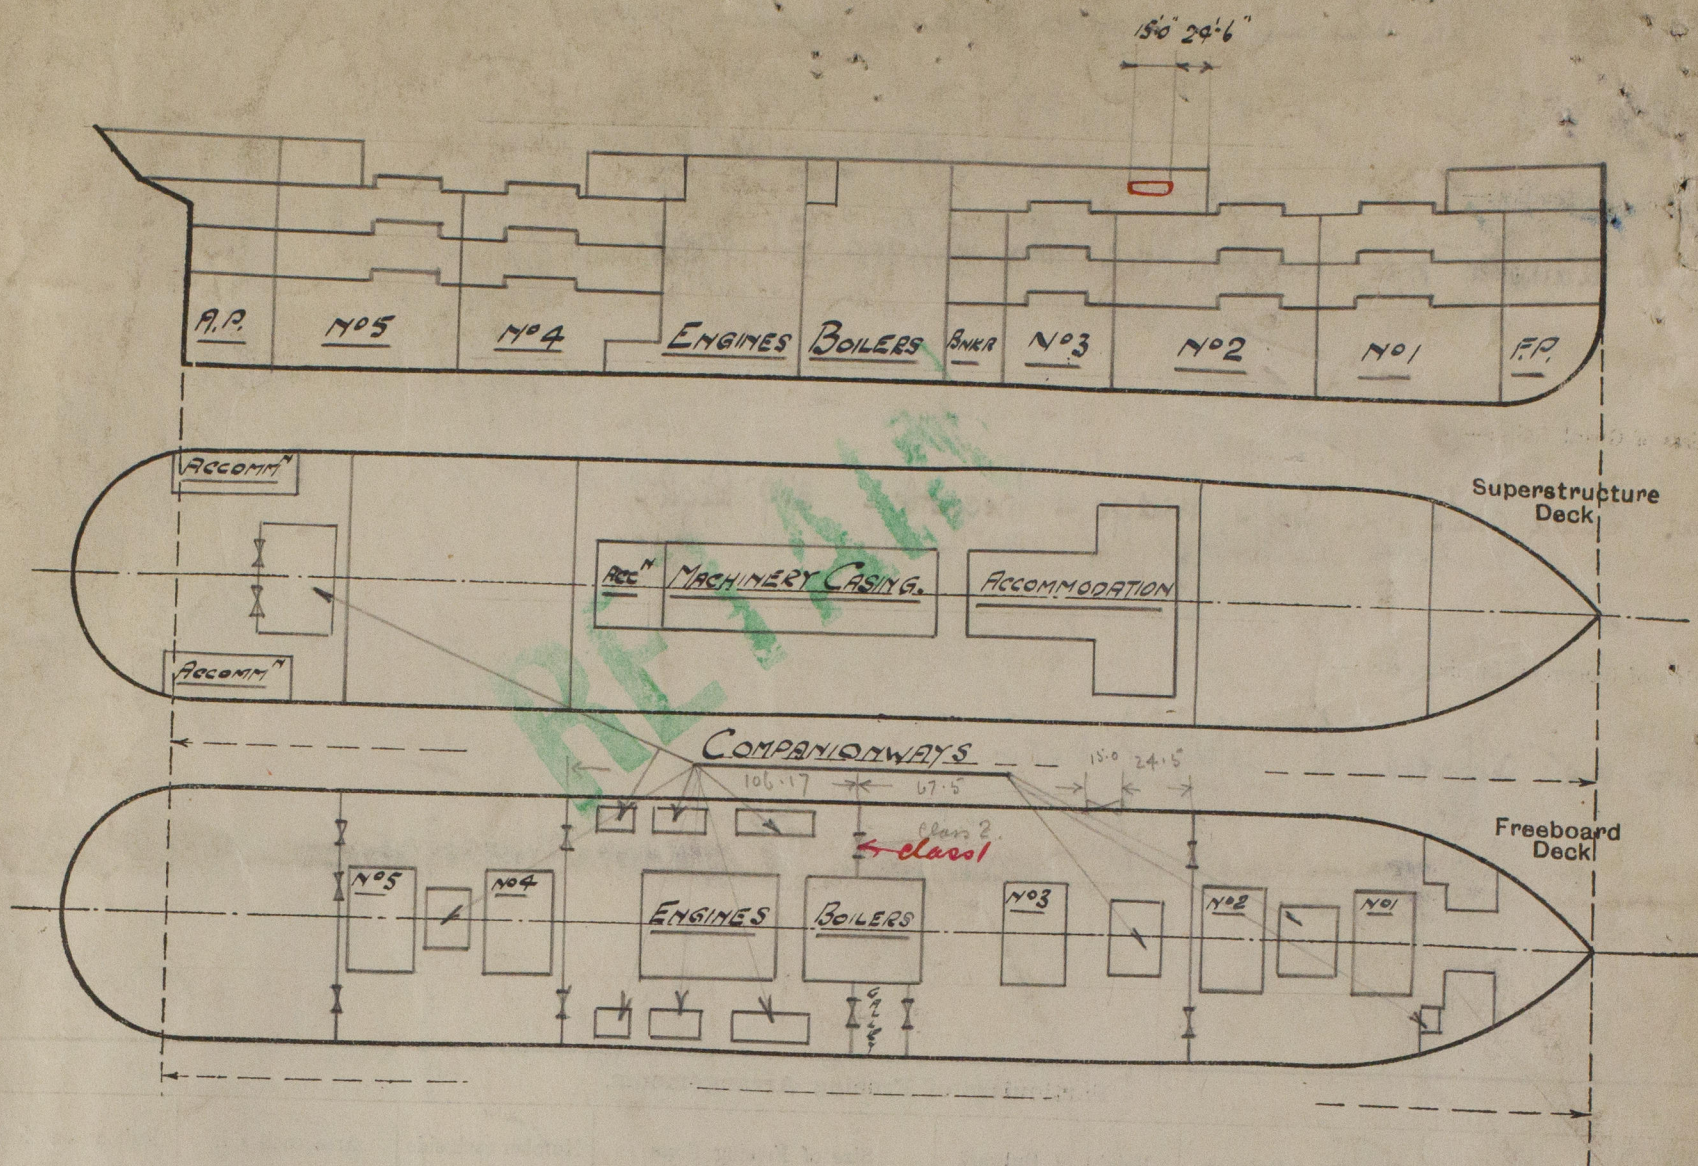 15'0" 24'·6"
A.P.
Nº5
Nº4
ENGINES
BOILERS
BNKR
Nº3
Nº2
Nº1
F.P.
ACCOMMN
Superstructure
Deck
ACCN
MACHINERY CASING.
ACCOMMODATION
ACCOMMN
RETAIN
COMPANIONWAYS
15.0 24.5
106.17
67.5
Class 2.
Class 1
Freeboard
Deck
Nº5
Nº4
ENGINES
BOILERS
Nº3
Nº2
Nº1